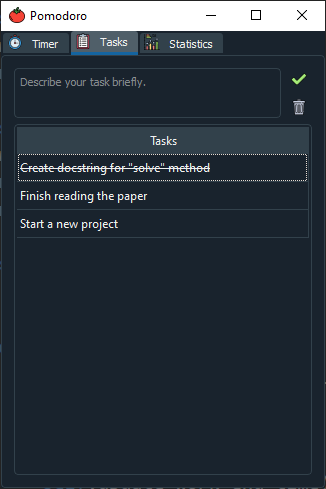 Pomodoro
Timer
Tasks
Statistics
Describe your task briefly.
Tasks
Create docstring for "solve" method
Finish reading the paper
Start a new project